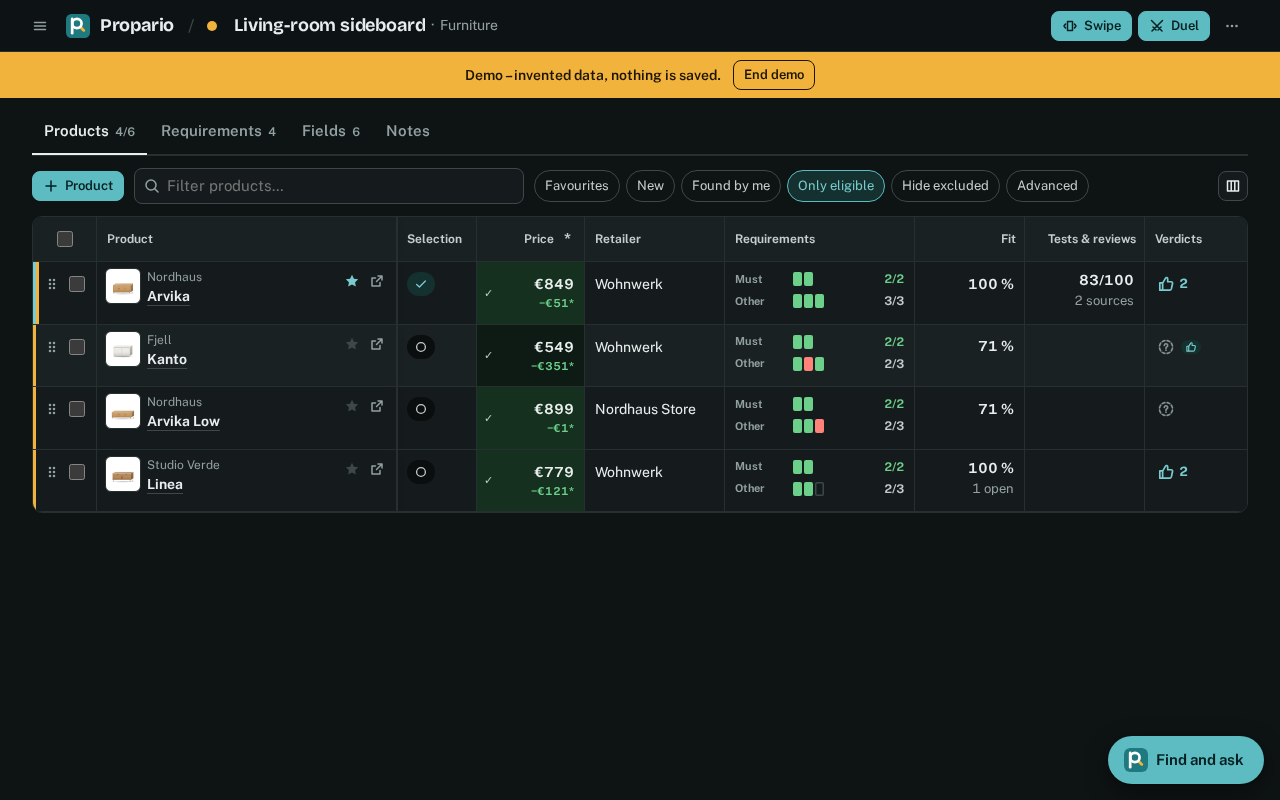 Propario / Living-room sideboard · Furniture
Swipe
Duel
Demo – invented data, nothing is saved.
End demo
Products 4/6
Requirements 4
Fields 6
Notes
Product
Filter products...
Favourites
New
Found by me
Only eligible
Hide excluded
Advanced
Product Selection Price * Retailer Requirements Fit Tests & reviews Verdicts
Nordhaus
Arvika
✓ €849
−€51*
Wohnwerk
Must 2/2
Other 3/3
100 %
83/100
2 sources
2
Fjell
Kanto
✓ €549
−€351*
Wohnwerk
Must 2/2
Other 2/3
71 %
Nordhaus
Arvika Low
✓ €899
−€1*
Nordhaus Store
Must 2/2
Other 2/3
71 %
Studio Verde
Linea
✓ €779
−€121*
Wohnwerk
Must 2/2
Other 2/3
100 %
1 open
2
Find and ask